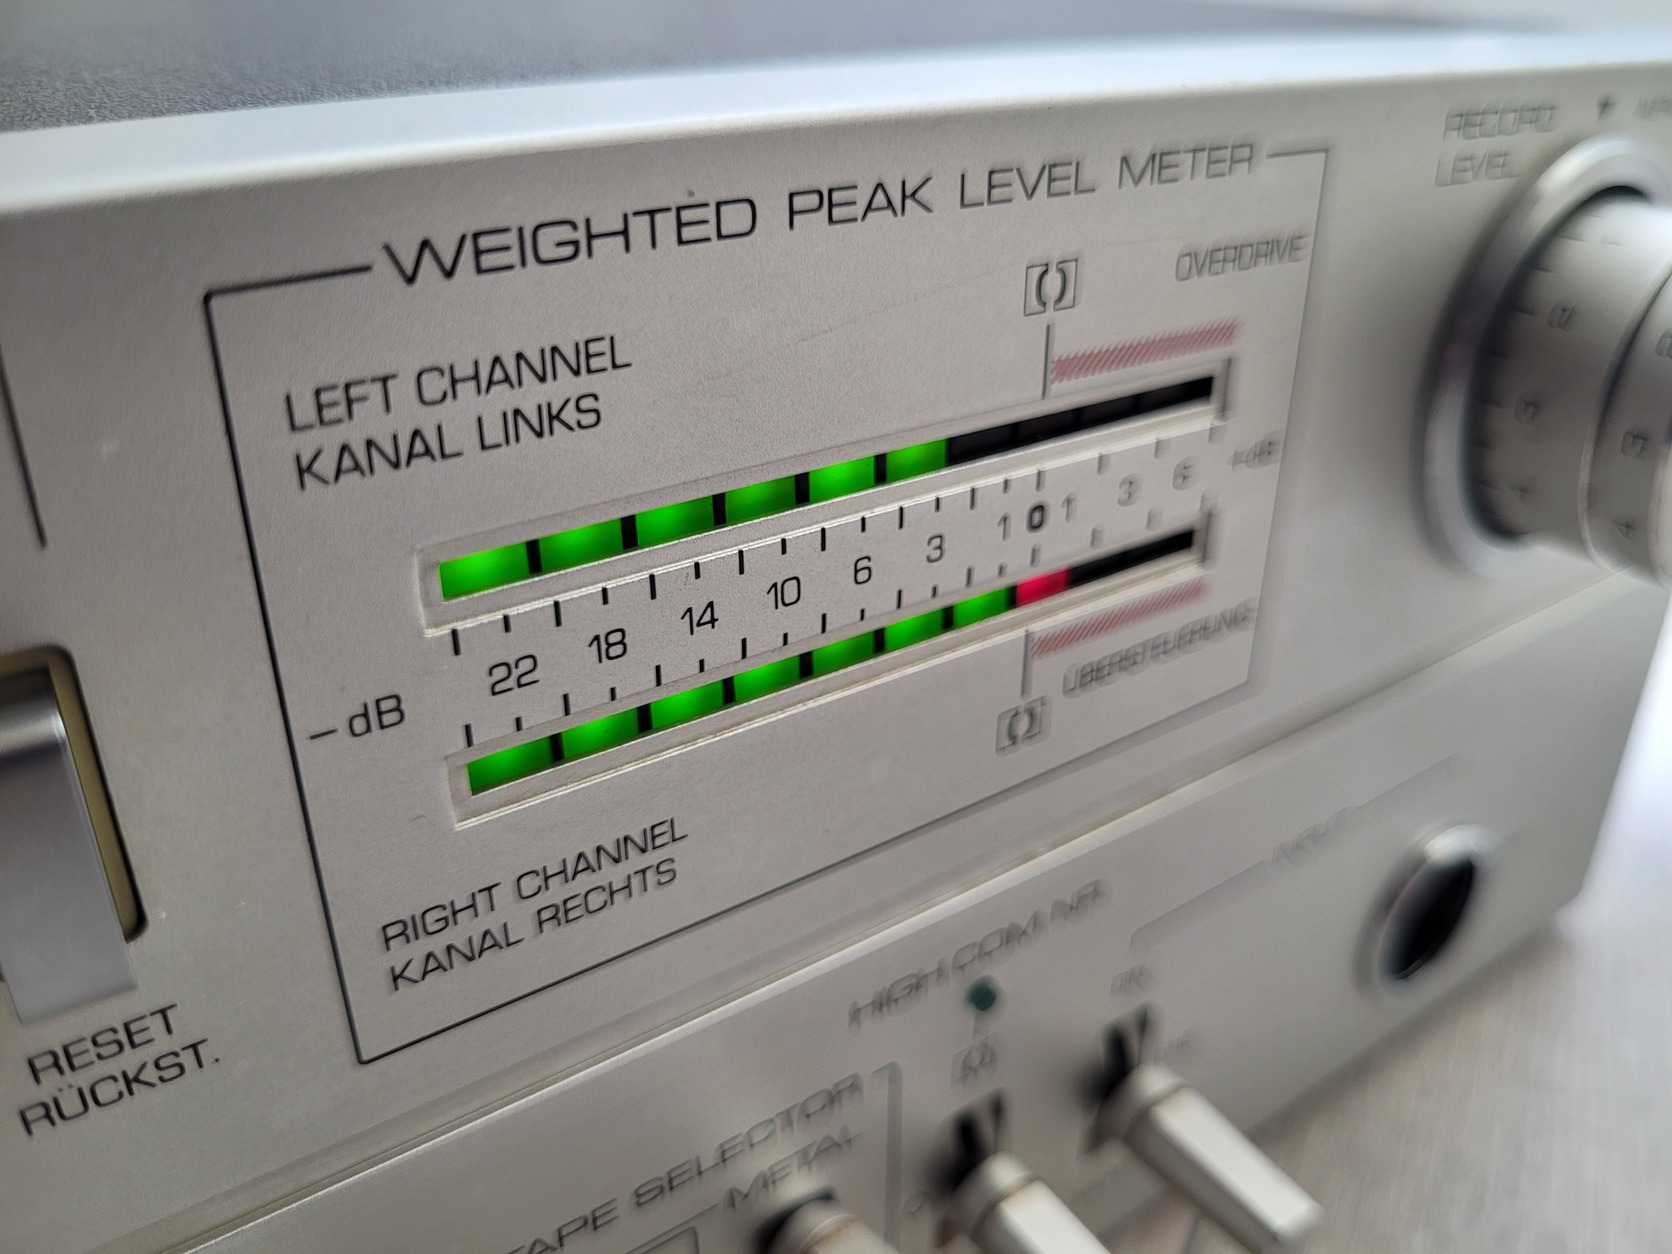 WEIGHTED PEAK LEVEL METER
RECORD
LEVEL
OVERDRIVE
LEFT CHANNEL
KANAL LINKS
22 18 14 10 6 3 1 0 1 3 6 +dB
-dB
ÜBERSTEUERUNG
RIGHT CHANNEL
KANAL RECHTS
RESET
RÜCKST.
HIGH COM/NR
TAPE SELECTOR
METAL